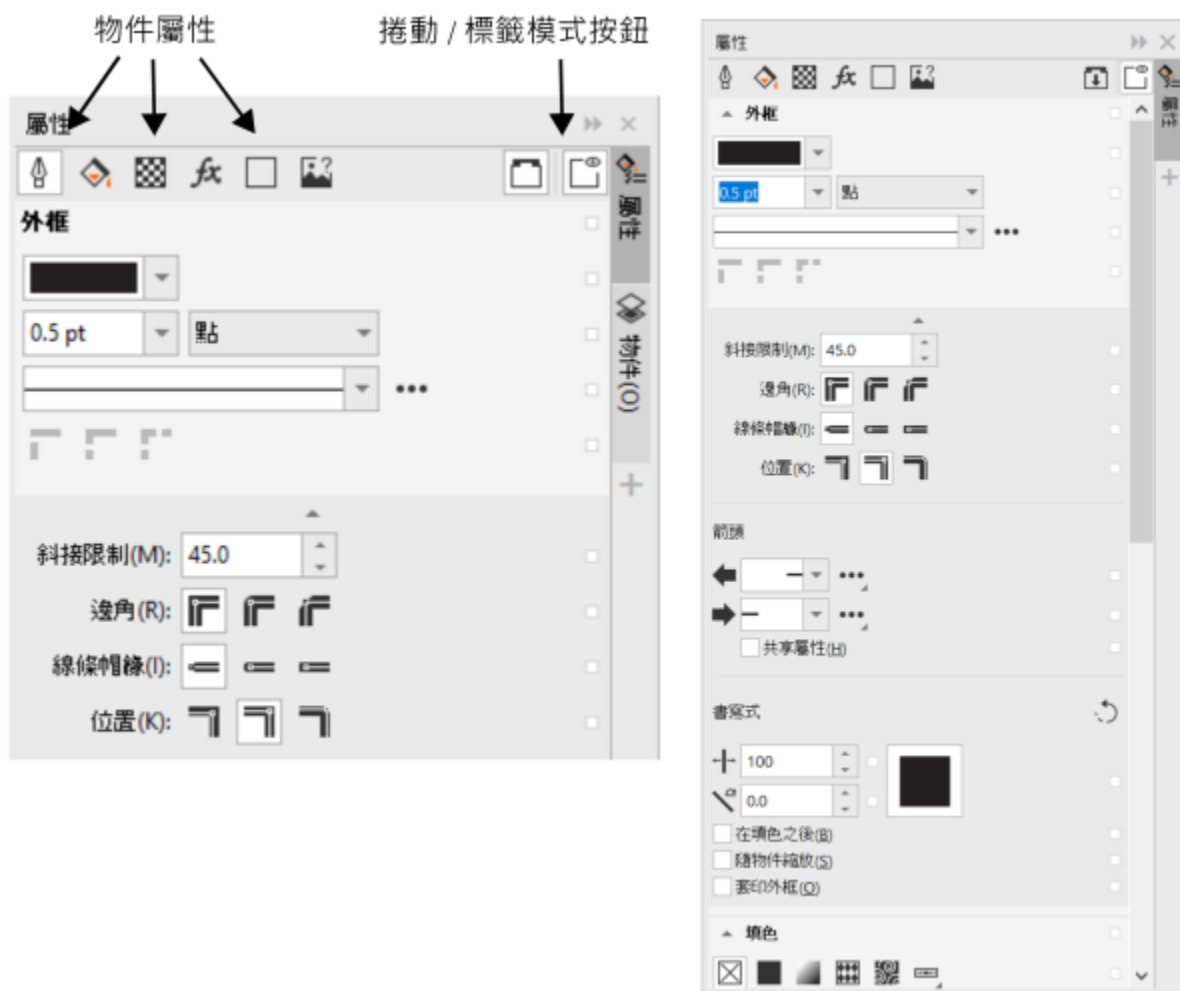 物件屬性
捲動 / 標籤模式按鈕
屬性
外框
0.5 pt 點
斜接限制(M): 45.0
邊角(R):
線條帽緣(I):
位置(K):
屬性
物件(O)
屬性
外框
0.5 pt 點
斜接限制(M): 45.0
邊角(R):
線條帽緣(I):
位置(K):
箭頭
共享屬性(H)
書寫式
100
0.0
在填色之後(B)
隨物件縮放(S)
套印外框(O)
填色
屬性